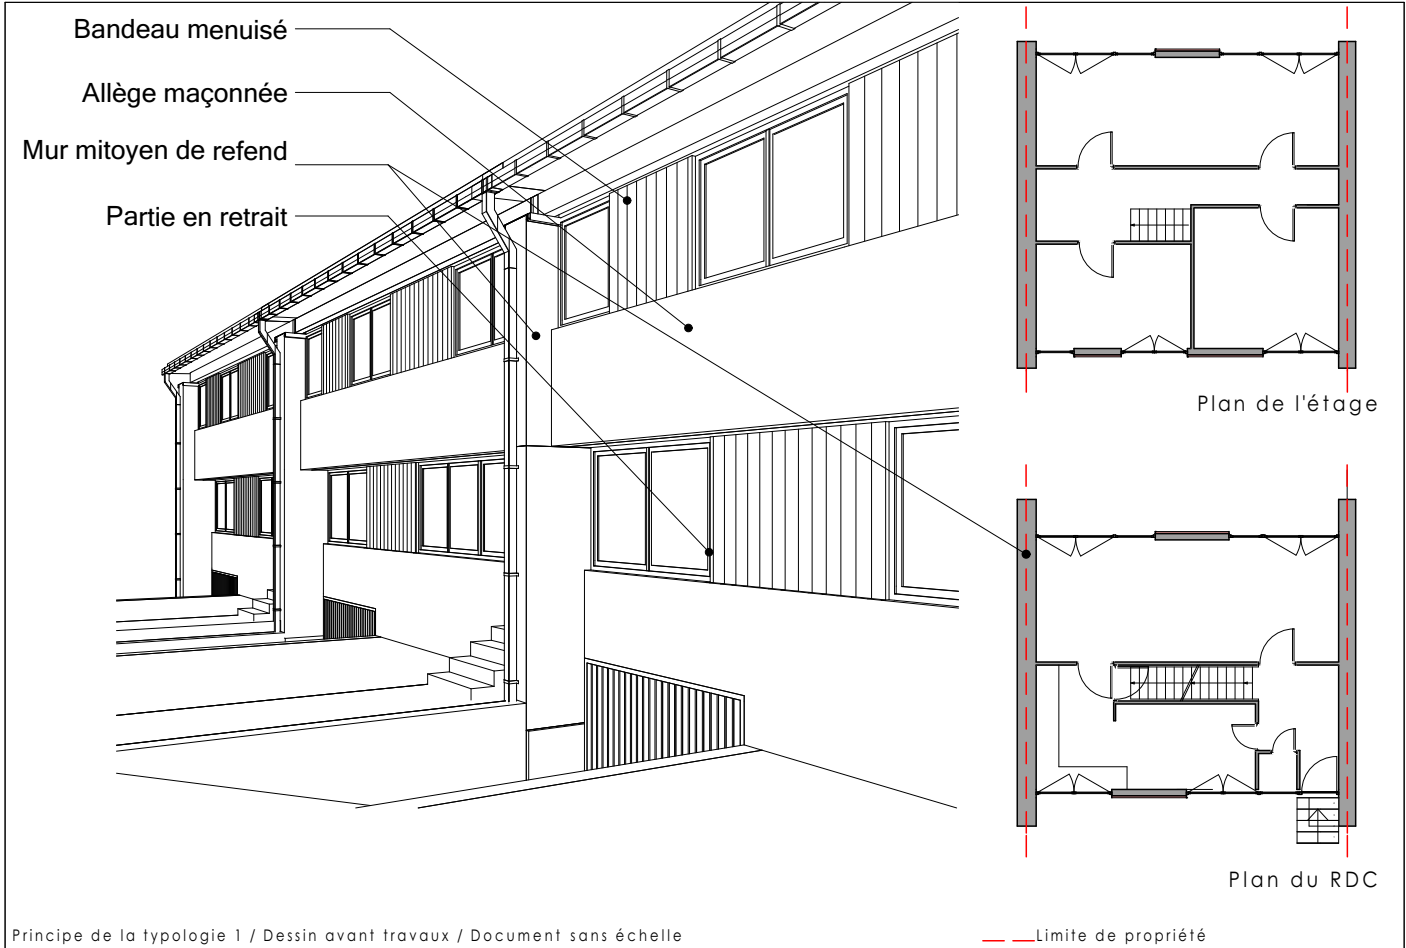 Bandeau menuisé
Allège maçonnée
Mur mitoyen de refend
Partie en retrait
Plan de l'étage
Plan du RDC
Principe de la typologie 1 / Dessin avant travaux / Document sans échelle
Limite de propriété